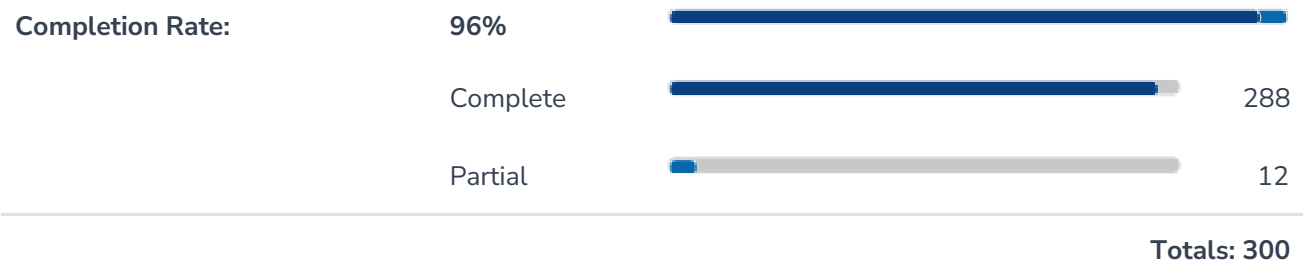 Completion Rate: 96%
Complete 288
Partial 12
Totals: 300